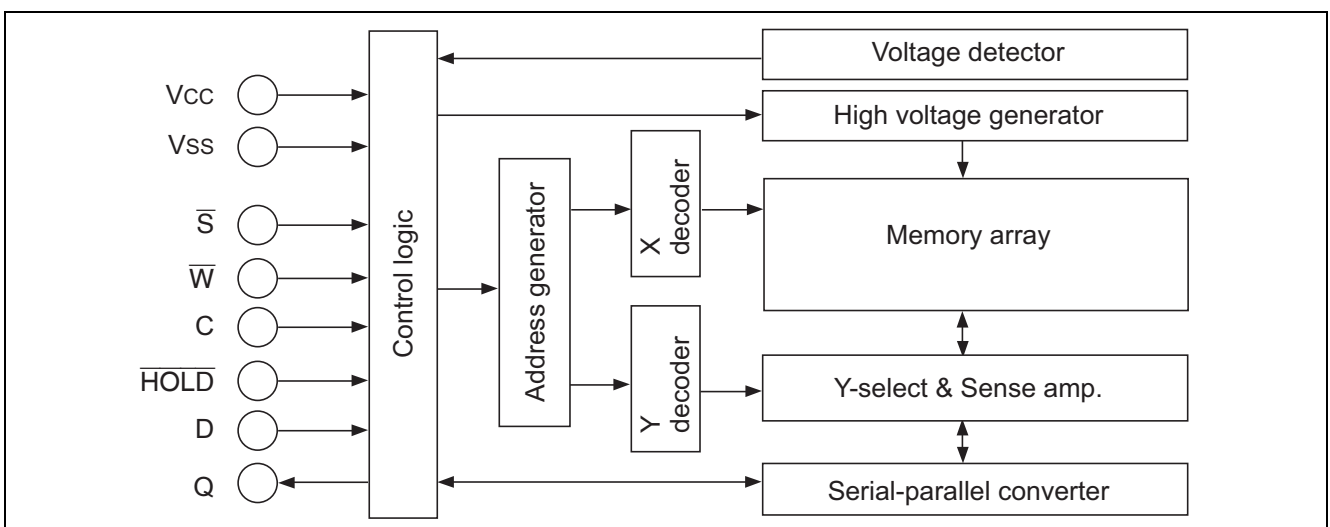 Voltage detector
VCC
High voltage generator
VSS
S̅
W̅
C
H̅O̅L̅D̅
D
Q
Control logic
Address generator
X
decoder
Y
decoder
Memory array
Y-select & Sense amp.
Serial-parallel converter